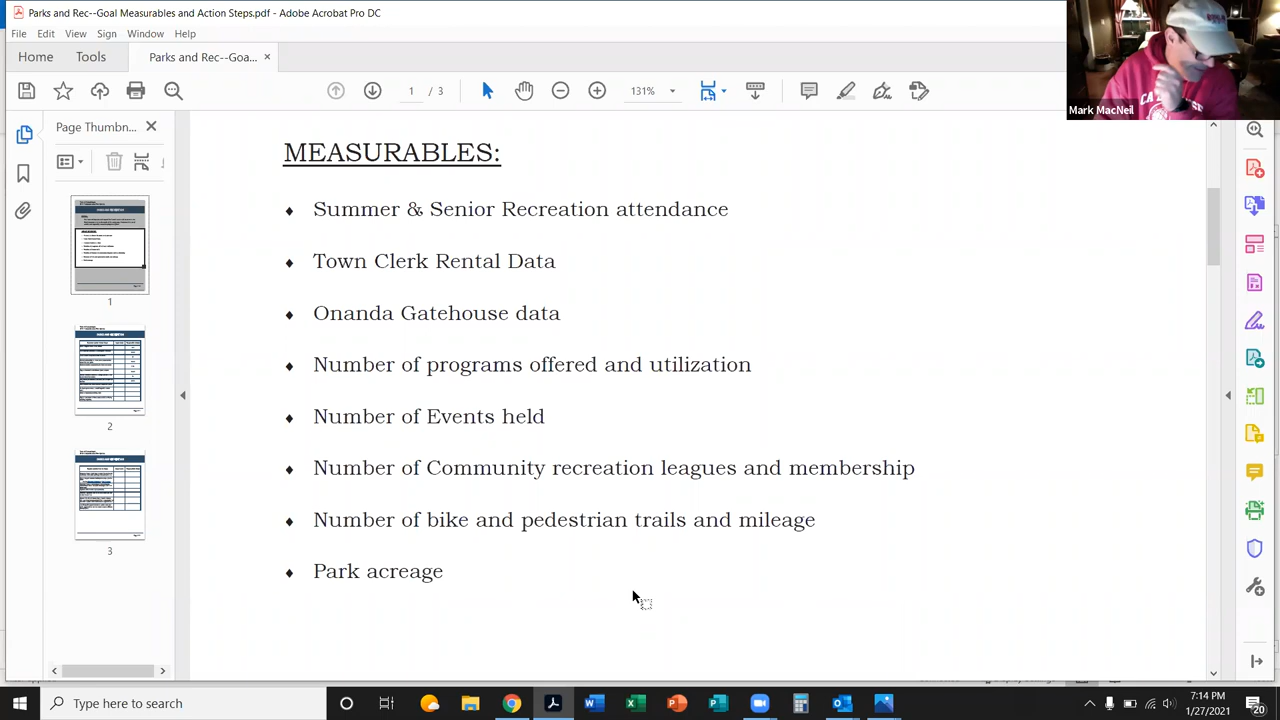 Parks and Rec--Goal Measurables and Action Steps.pdf - Adobe Acrobat Pro DC
File Edit View Sign Window Help
Home Tools Parks and Rec--Goa... ×
1 / 3 131%
Mark MacNeil
Page Thumbn...
1
2
3
MEASURABLES:
♦ Summer & Senior Recreation attendance
♦ Town Clerk Rental Data
♦ Onanda Gatehouse data
♦ Number of programs offered and utilization
♦ Number of Events held
♦ Number of Community recreation leagues and membership
♦ Number of bike and pedestrian trails and mileage
♦ Park acreage
Type here to search
7:14 PM
1/27/2021
20